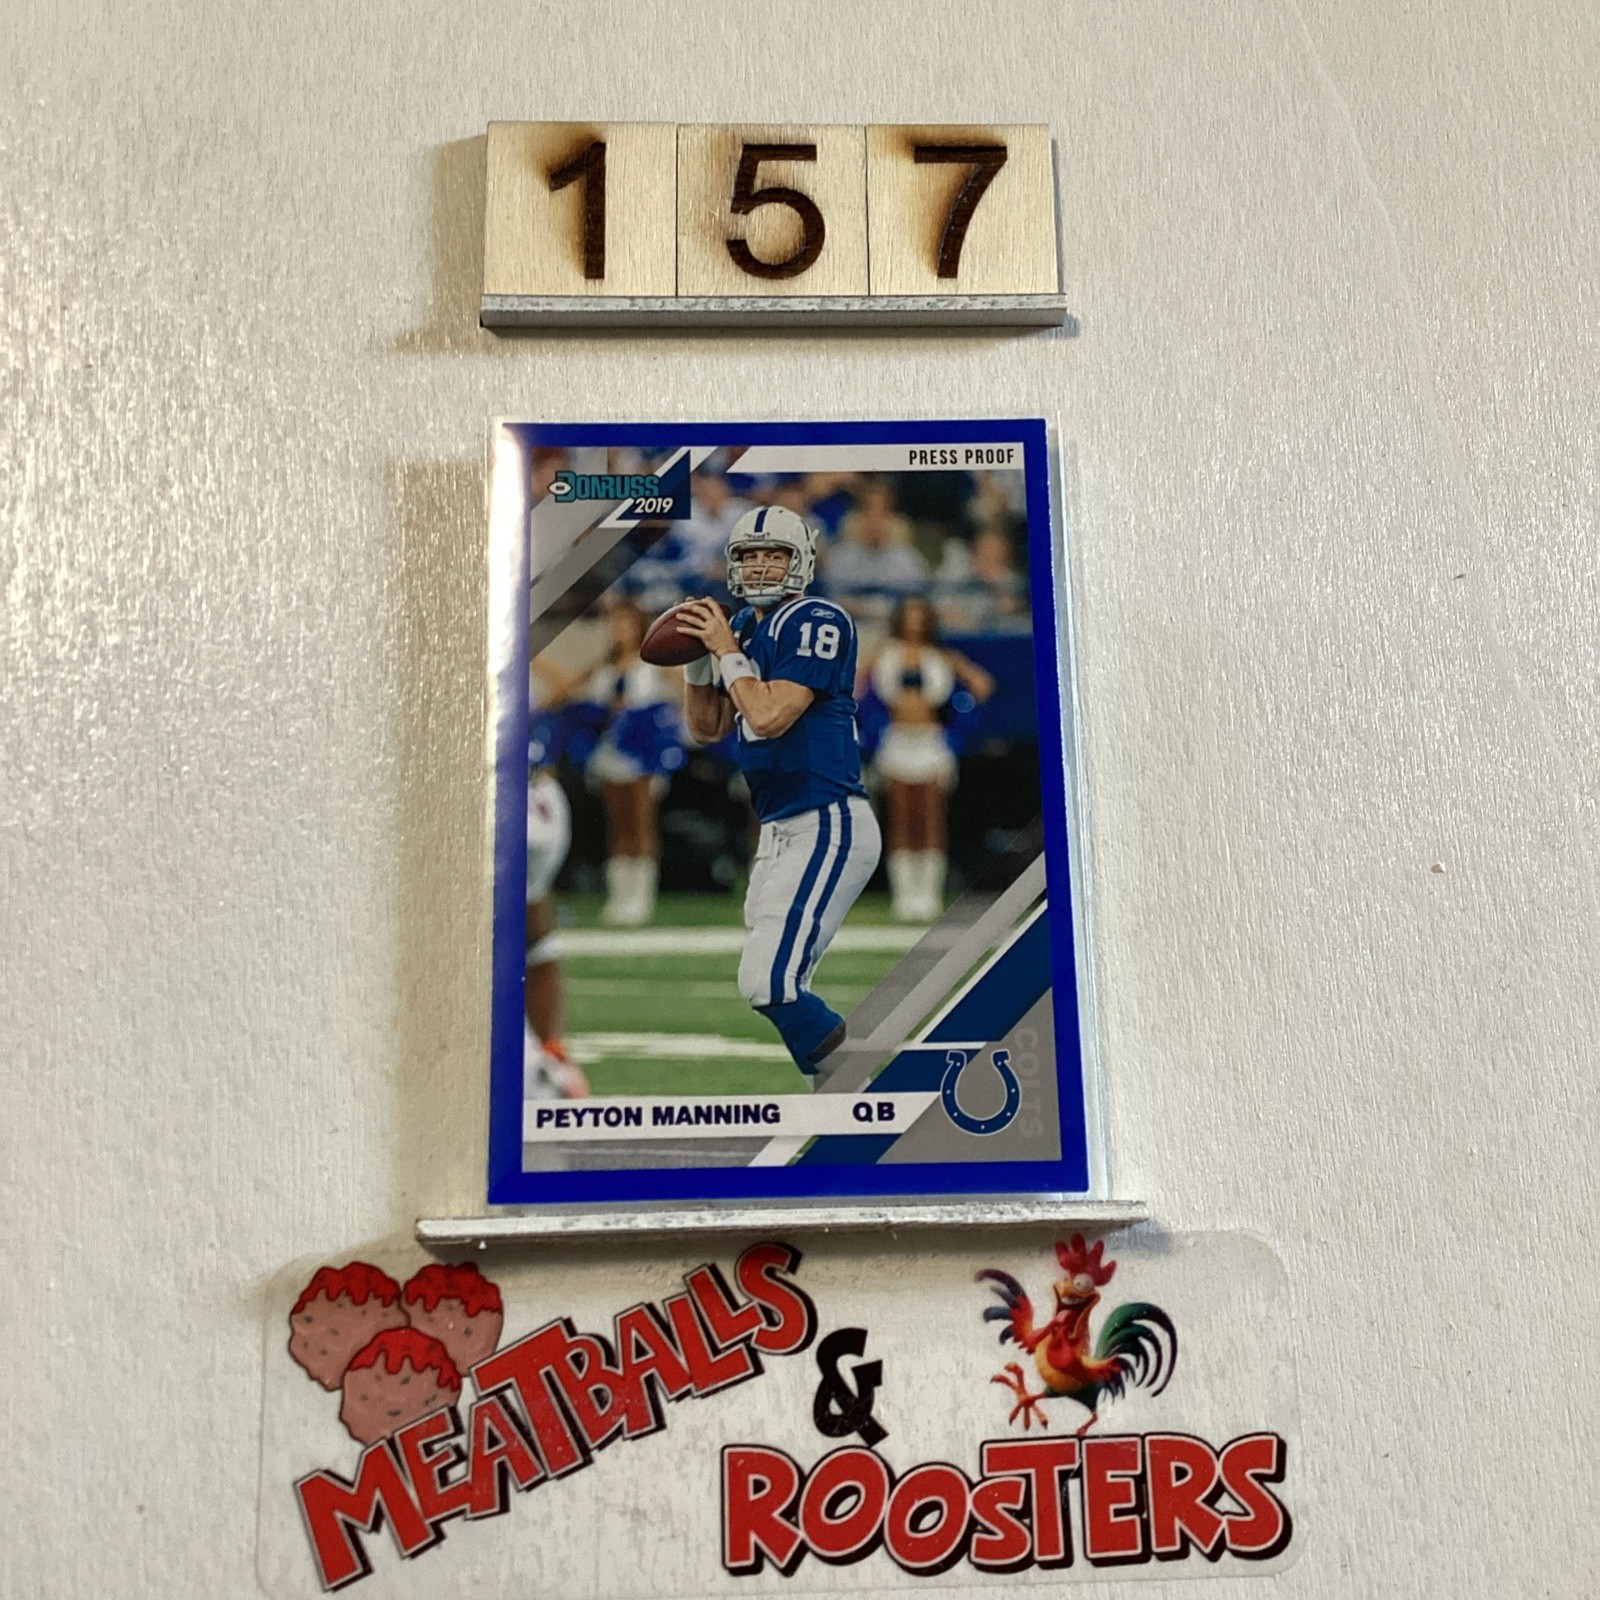 157
PRESS PROOF
DONRUSS
2019
18
PEYTON MANNING QB
COLTS
MEATBALLS
&
ROOSTERS